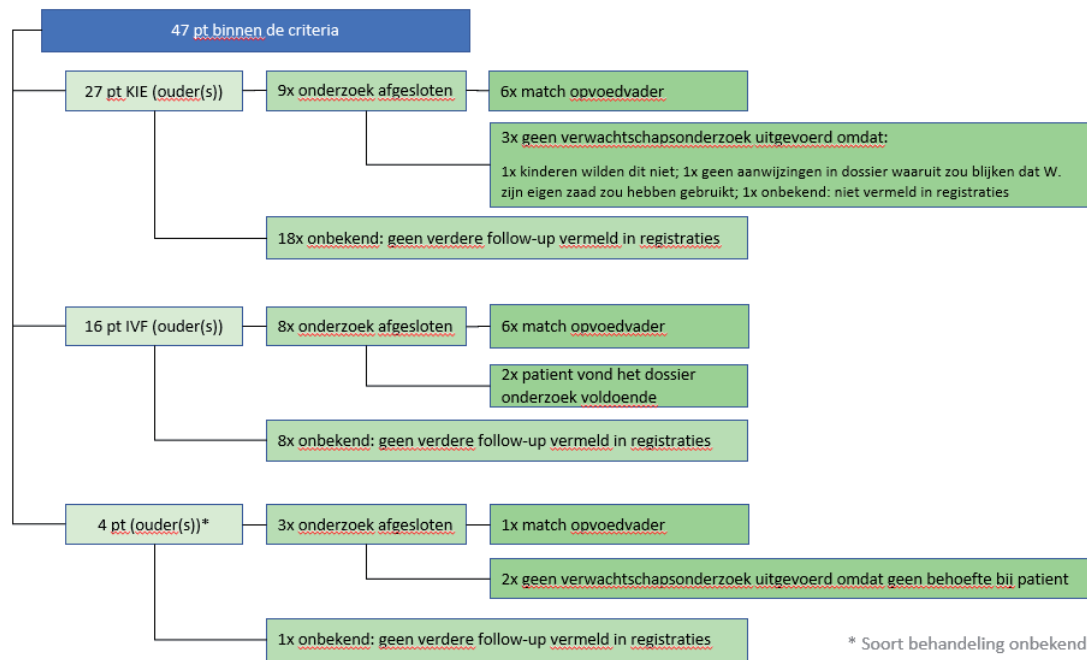 47 pt binnen de criteria
27 pt KIE (ouder(s))
9x onderzoek afgesloten
6x match opvoedvader
3x geen verwachtschapsonderzoek uitgevoerd omdat:
1x kinderen wilden dit niet; 1x geen aanwijzingen in dossier waaruit zou blijken dat W.
zijn eigen zaad zou hebben gebruikt; 1x onbekend: niet vermeld in registraties
18x onbekend: geen verdere follow-up vermeld in registraties
16 pt IVF (ouder(s))
8x onderzoek afgesloten
6x match opvoedvader
2x patient vond het dossier
onderzoek voldoende
8x onbekend: geen verdere follow-up vermeld in registraties
4 pt (ouder(s))*
3x onderzoek afgesloten
1x match opvoedvader
2x geen verwachtschapsonderzoek uitgevoerd omdat geen behoefte bij patient
1x onbekend: geen verdere follow-up vermeld in registraties
* Soort behandeling onbekend